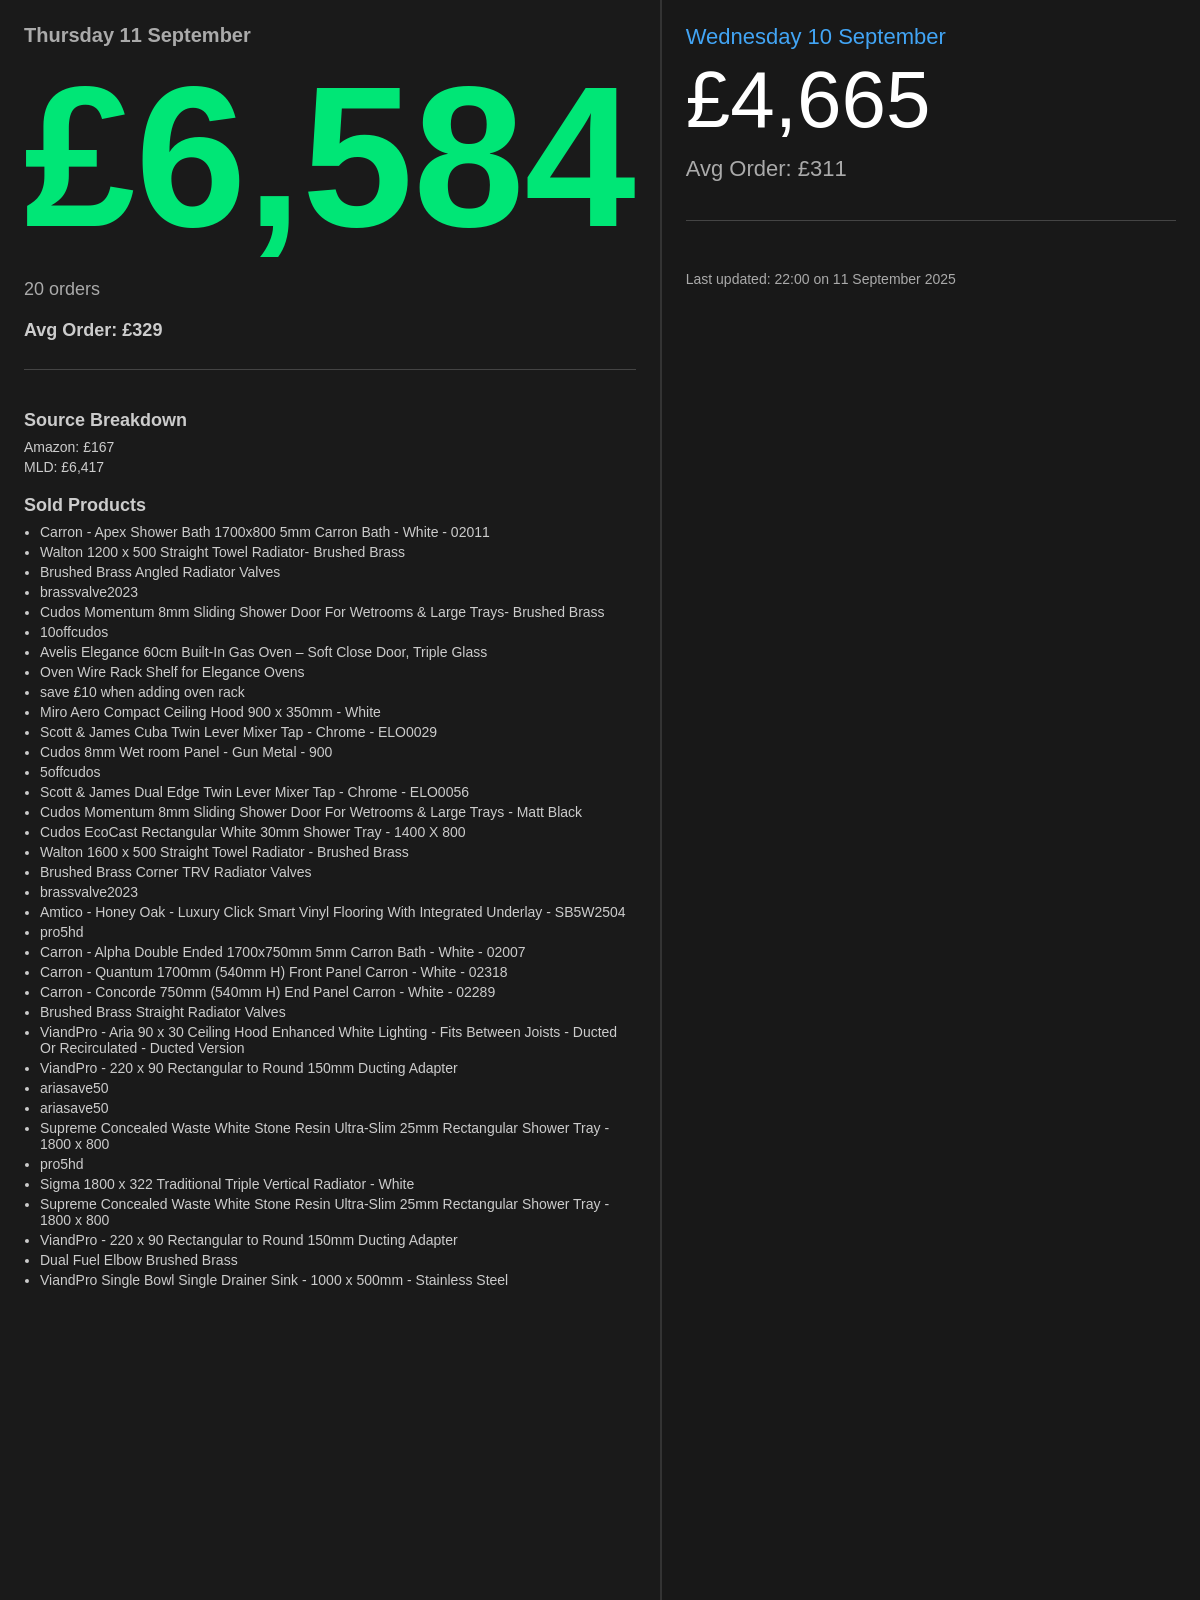 Thursday 11 September
£6,584
20 orders
Avg Order: £329
Source Breakdown
Amazon: £167
MLD: £6,417
Sold Products
• Carron - Apex Shower Bath 1700x800 5mm Carron Bath - White - 02011
• Walton 1200 x 500 Straight Towel Radiator- Brushed Brass
• Brushed Brass Angled Radiator Valves
• brassvalve2023
• Cudos Momentum 8mm Sliding Shower Door For Wetrooms & Large Trays- Brushed Brass
• 10offcudos
• Avelis Elegance 60cm Built-In Gas Oven – Soft Close Door, Triple Glass
• Oven Wire Rack Shelf for Elegance Ovens
• save £10 when adding oven rack
• Miro Aero Compact Ceiling Hood 900 x 350mm - White
• Scott & James Cuba Twin Lever Mixer Tap - Chrome - ELO0029
• Cudos 8mm Wet room Panel - Gun Metal - 900
• 5offcudos
• Scott & James Dual Edge Twin Lever Mixer Tap - Chrome - ELO0056
• Cudos Momentum 8mm Sliding Shower Door For Wetrooms & Large Trays - Matt Black
• Cudos EcoCast Rectangular White 30mm Shower Tray - 1400 X 800
• Walton 1600 x 500 Straight Towel Radiator - Brushed Brass
• Brushed Brass Corner TRV Radiator Valves
• brassvalve2023
• Amtico - Honey Oak - Luxury Click Smart Vinyl Flooring With Integrated Underlay - SB5W2504
• pro5hd
• Carron - Alpha Double Ended 1700x750mm 5mm Carron Bath - White - 02007
• Carron - Quantum 1700mm (540mm H) Front Panel Carron - White - 02318
• Carron - Concorde 750mm (540mm H) End Panel Carron - White - 02289
• Brushed Brass Straight Radiator Valves
• ViandPro - Aria 90 x 30 Ceiling Hood Enhanced White Lighting - Fits Between Joists - Ducted
Or Recirculated - Ducted Version
• ViandPro - 220 x 90 Rectangular to Round 150mm Ducting Adapter
• ariasave50
• ariasave50
• Supreme Concealed Waste White Stone Resin Ultra-Slim 25mm Rectangular Shower Tray -
1800 x 800
• pro5hd
• Sigma 1800 x 322 Traditional Triple Vertical Radiator - White
• Supreme Concealed Waste White Stone Resin Ultra-Slim 25mm Rectangular Shower Tray -
1800 x 800
• ViandPro - 220 x 90 Rectangular to Round 150mm Ducting Adapter
• Dual Fuel Elbow Brushed Brass
• ViandPro Single Bowl Single Drainer Sink - 1000 x 500mm - Stainless Steel
Wednesday 10 September
£4,665
Avg Order: £311
Last updated: 22:00 on 11 September 2025